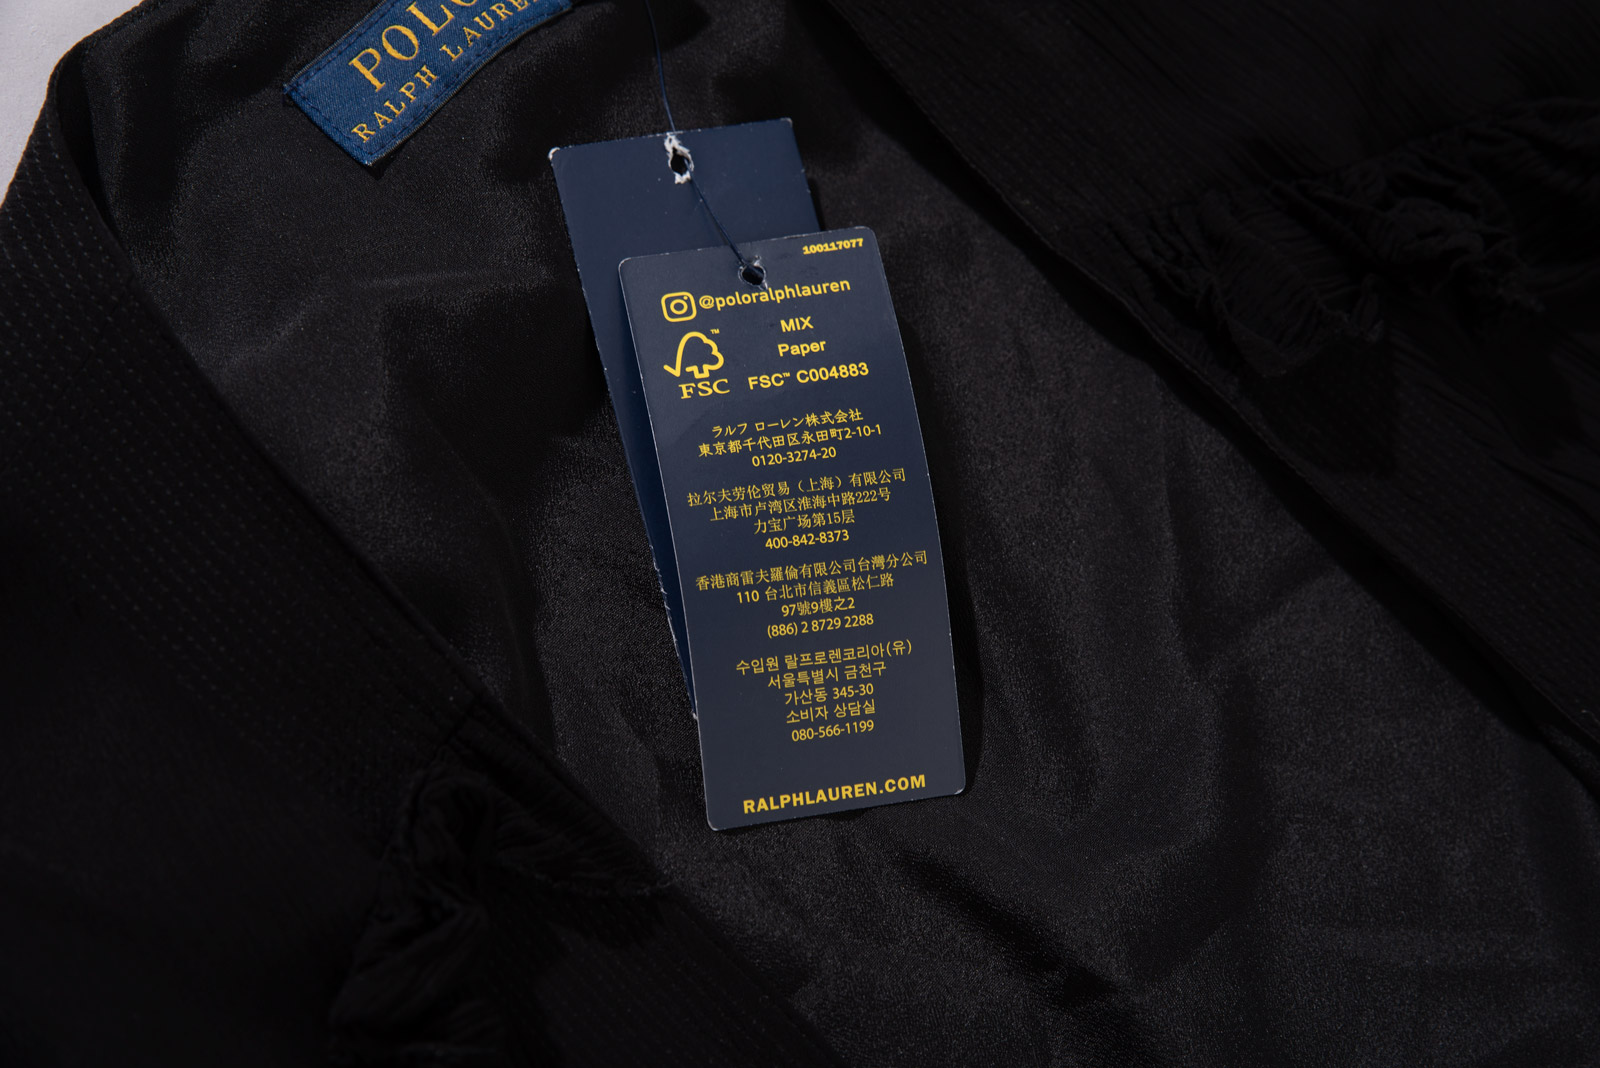 POLO
RALPH LAUREN
100117077
@poloralphlauren
MIX
Paper
FSC™ C004883
™
FSC
ラルフ ローレン株式会社
東京都千代田区永田町2-10-1
0120-3274-20
拉尔夫劳伦贸易（上海）有限公司
上海市卢湾区淮海中路222号
力宝广场第15层
400-842-8373
香港商雷夫羅倫有限公司台灣分公司
110 台北市信義區松仁路
97號9樓之2
(886) 2 8729 2288
수입원 랄프로렌코리아(유)
서울특별시 금천구
가산동 345-30
소비자 상담실
080-566-1199
RALPHLAUREN.COM